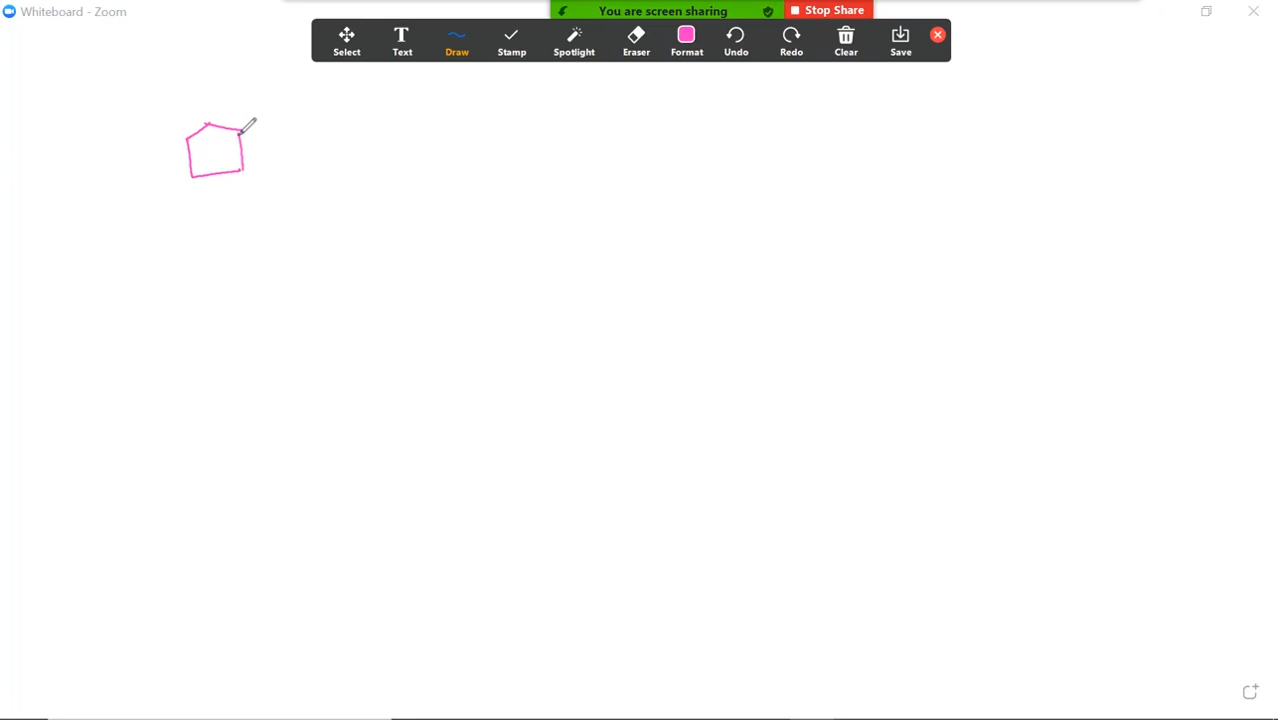 Whiteboard - Zoom
You are screen sharing
Stop Share
Select
Text
Draw
Stamp
Spotlight
Eraser
Format
Undo
Redo
Clear
Save